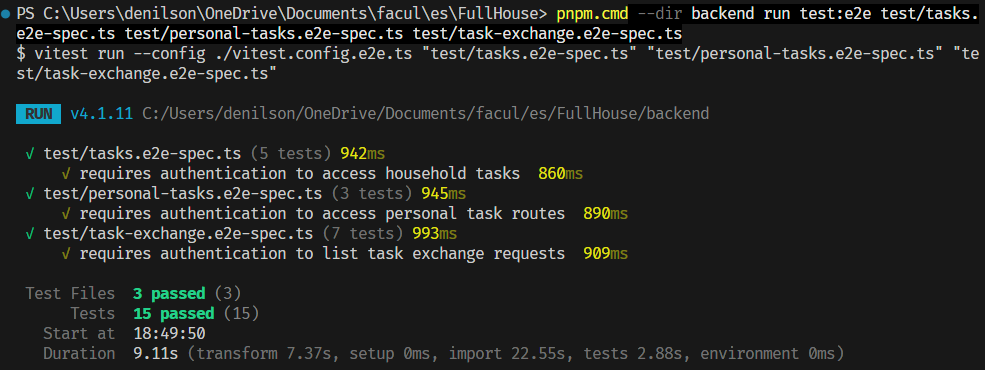 PS C:\Users\denilson\OneDrive\Documents\facul\es\FullHouse> pnpm.cmd --dir backend run test:e2e test/tasks.
e2e-spec.ts test/personal-tasks.e2e-spec.ts test/task-exchange.e2e-spec.ts
$ vitest run --config ./vitest.config.e2e.ts "test/tasks.e2e-spec.ts" "test/personal-tasks.e2e-spec.ts" "te
st/task-exchange.e2e-spec.ts"
RUN v4.1.11 C:/Users/denilson/OneDrive/Documents/facul/es/FullHouse/backend
√ test/tasks.e2e-spec.ts (5 tests) 942ms
√ requires authentication to access household tasks 860ms
√ test/personal-tasks.e2e-spec.ts (3 tests) 945ms
√ requires authentication to access personal task routes 890ms
√ test/task-exchange.e2e-spec.ts (7 tests) 993ms
√ requires authentication to list task exchange requests 909ms
Test Files 3 passed (3)
Tests 15 passed (15)
Start at 18:49:50
Duration 9.11s (transform 7.37s, setup 0ms, import 22.55s, tests 2.88s, environment 0ms)